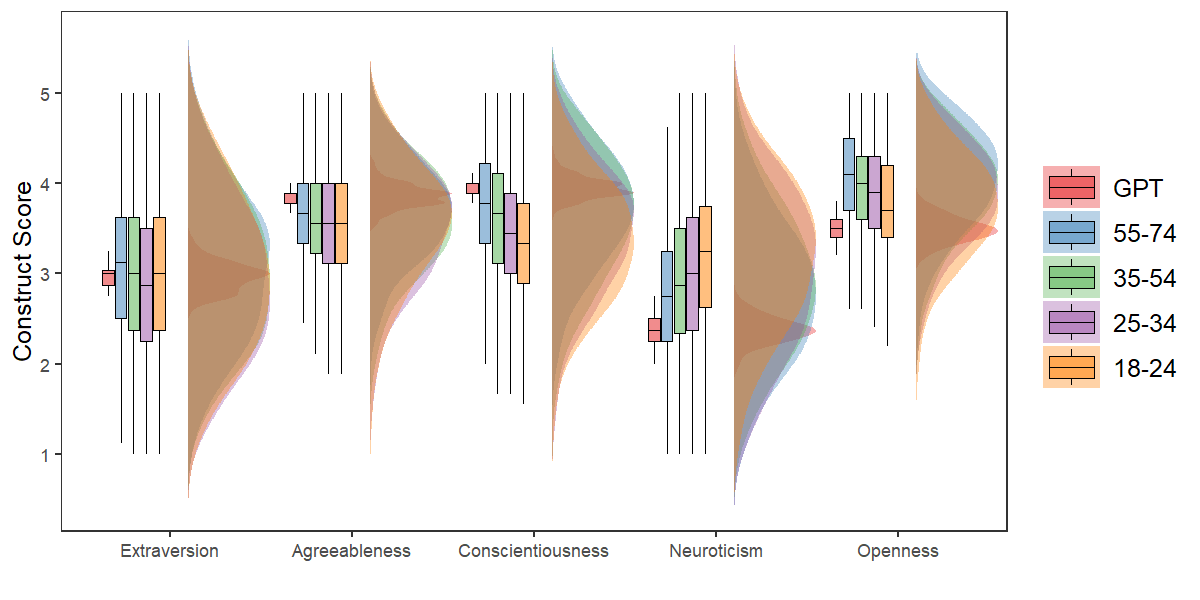 Construct Score
5
4
3
2
1
Extraversion
Agreeableness
Conscientiousness
Neuroticism
Openness
GPT
55-74
35-54
25-34
18-24